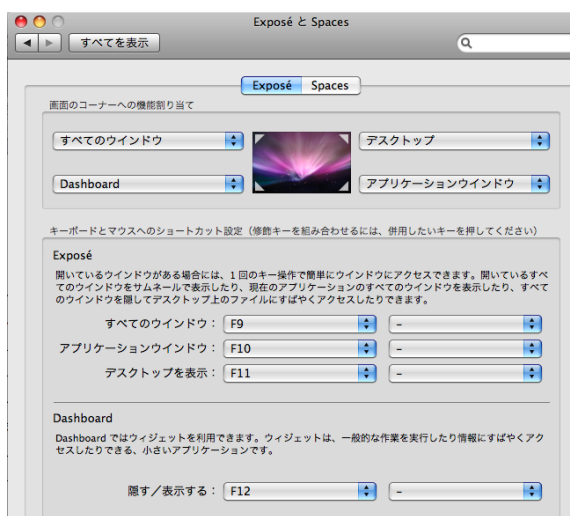 Exposé と Spaces
すべてを表示
Exposé Spaces
画面のコーナーへの機能割り当て
すべてのウインドウ デスクトップ
Dashboard アプリケーションウインドウ
キーボードとマウスへのショートカット設定（修飾キーを組み合わせるには、併用したいキーを押してください）
Exposé
開いているウインドウがある場合には、1 回のキー操作で簡単にウインドウにアクセスできます。開いているすべ
てのウインドウをサムネールで表示したり、現在のアプリケーションのすべてのウインドウを表示したり、すべて
のウインドウを隠してデスクトップ上のファイルにすばやくアクセスしたりできます。
すべてのウインドウ： F9 –
アプリケーションウインドウ： F10 –
デスクトップを表示： F11 –
Dashboard
Dashboard ではウィジェットを利用できます。ウィジェットは、一般的な作業を実行したり情報にすばやくアク
セスしたりできる、小さいアプリケーションです。
隠す／表示する： F12 –